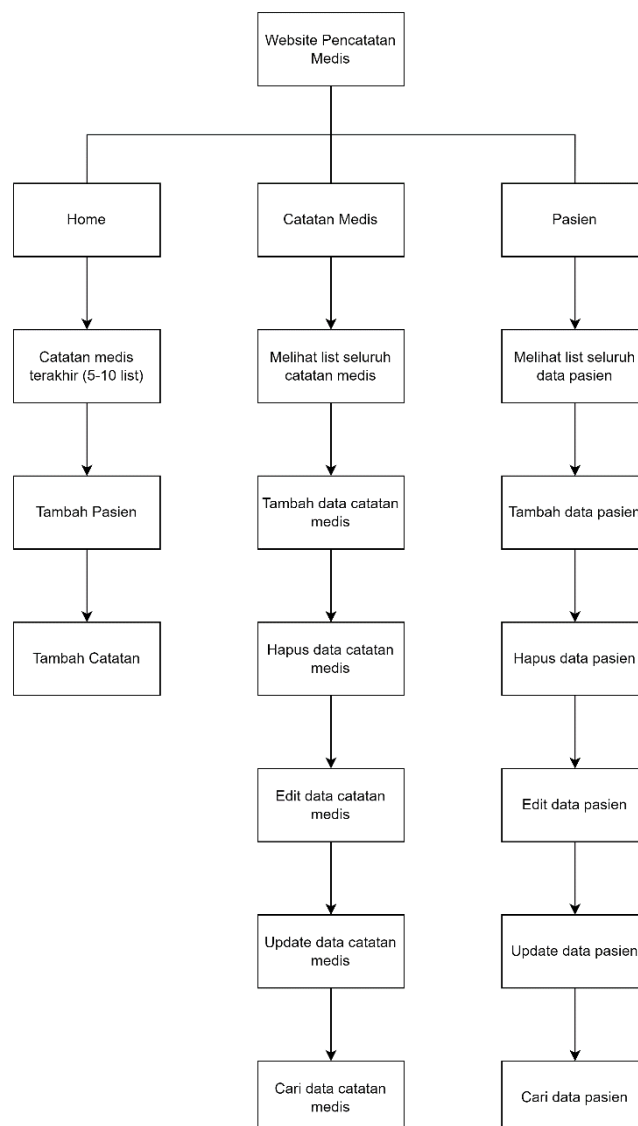 Website Pencatatan
Medis
Home
Catatan Medis
Pasien
Catatan medis
terakhir (5-10 list)
Melihat list seluruh
catatan medis
Melihat list seluruh
data pasien
Tambah Pasien
Tambah data catatan
medis
Tambah data pasien
Tambah Catatan
Hapus data catatan
medis
Hapus data pasien
Edit data catatan
medis
Edit data pasien
Update data catatan
medis
Update data pasien
Cari data catatan
medis
Cari data pasien